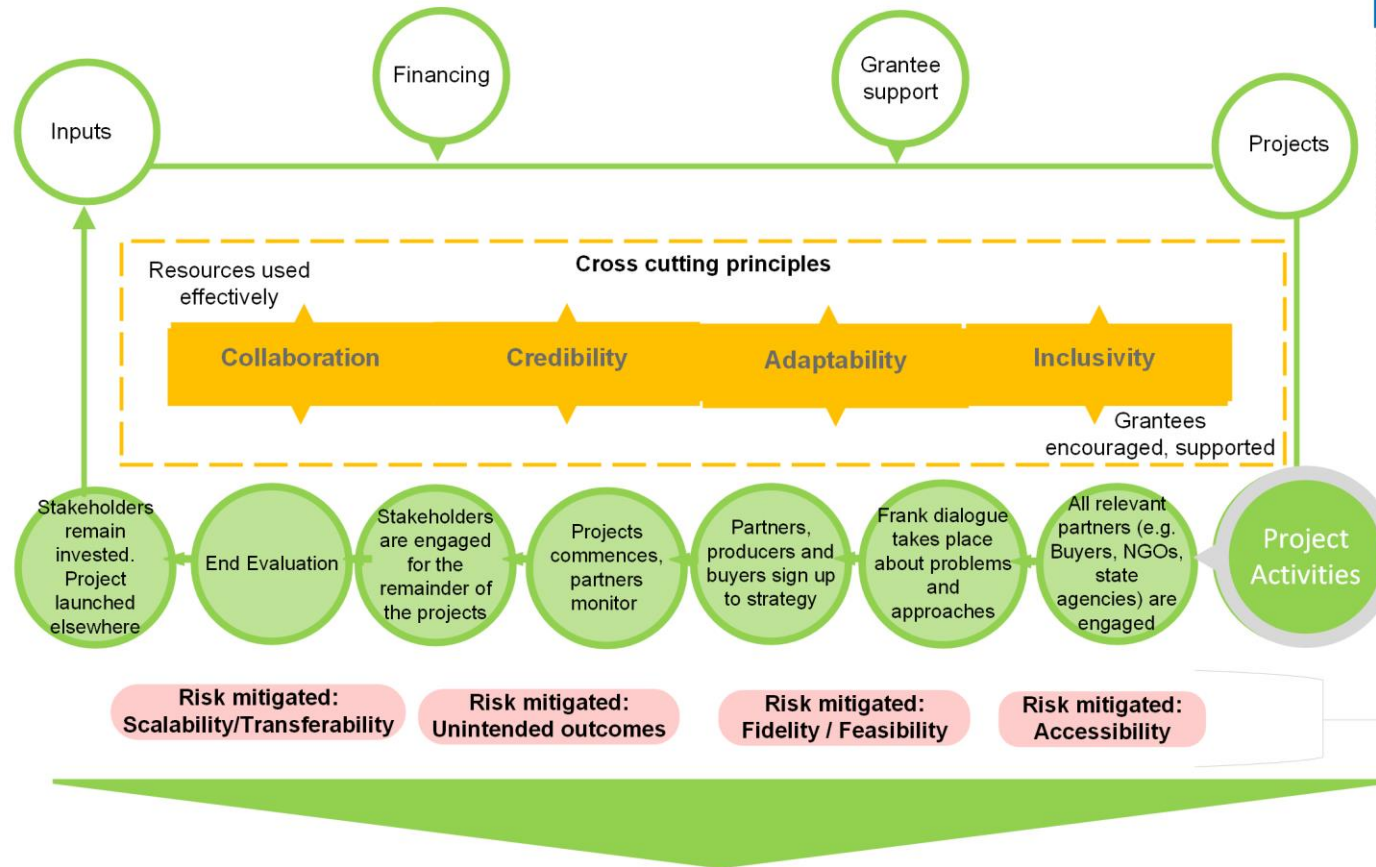 Inputs
Financing
Grantee
support
Projects
Cross cutting principles
Resources used
effectively
Collaboration
Credibility
Adaptability
Inclusivity
Grantees
encouraged, supported
Stakeholders
remain
invested.
Project
launched
elsewhere
End Evaluation
Stakeholders
are engaged
for the
remainder of
the projects
Projects
commences,
partners
monitor
Partners,
producers and
buyers sign up
to strategy
Frank dialogue
takes place
about problems
and
approaches
All relevant
partners (e.g.
Buyers, NGOs,
state
agencies) are
engaged
Project
Activities
Risk mitigated:
Scalability/Transferability
Risk mitigated:
Unintended outcomes
Risk mitigated:
Fidelity / Feasibility
Risk mitigated:
Accessibility